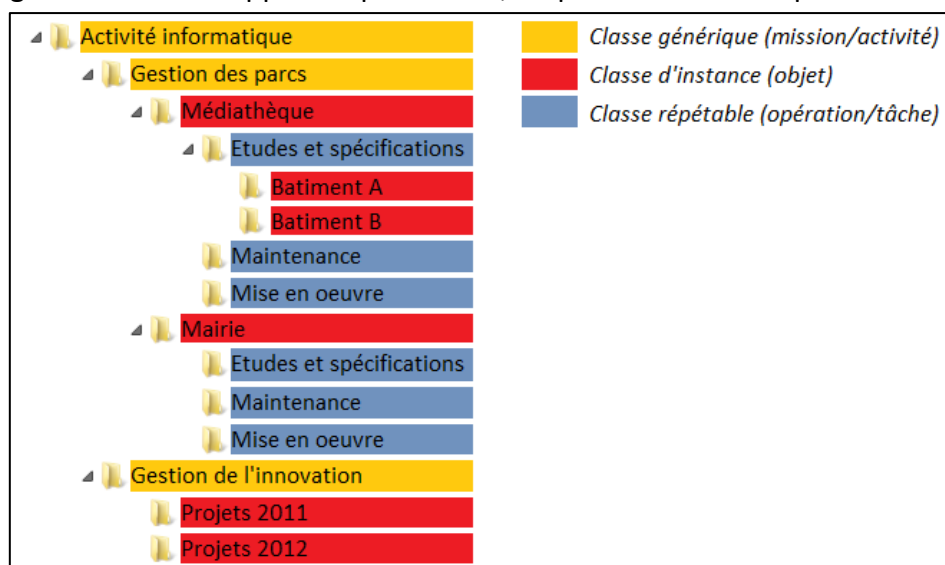 Activité informatique
Gestion des parcs
Médiathèque
Etudes et spécifications
Batiment A
Batiment B
Maintenance
Mise en oeuvre
Mairie
Etudes et spécifications
Maintenance
Mise en oeuvre
Gestion de l'innovation
Projets 2011
Projets 2012
Classe générique (mission/activité)
Classe d'instance (objet)
Classe répétable (opération/tâche)